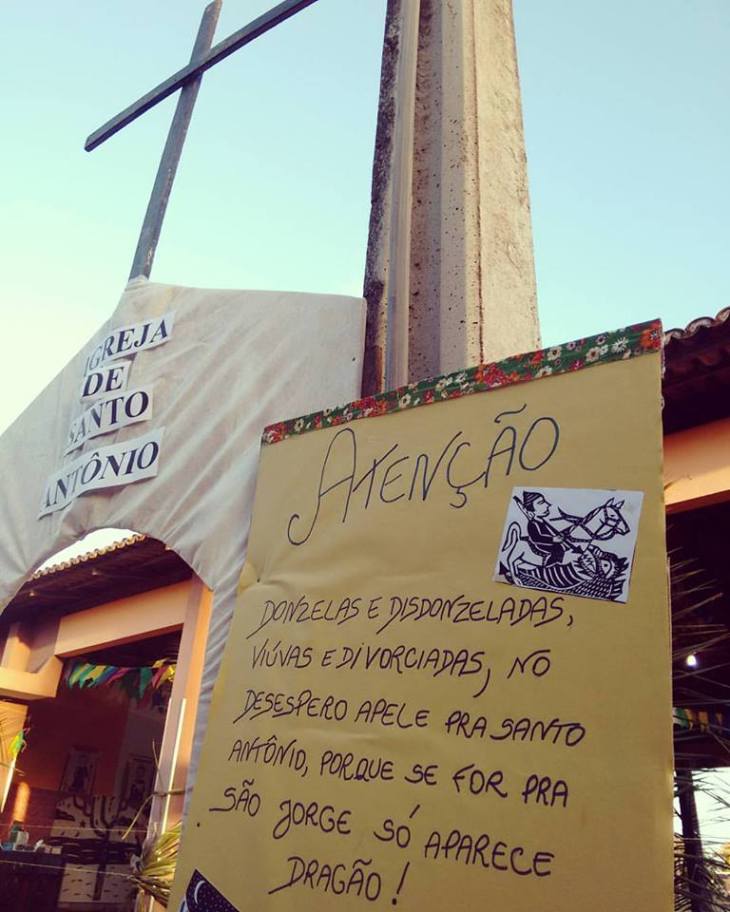 IGREJA
DE
SANTO
ANTÔNIO
ATENÇÃO
DONZELAS E DISDONZELADAS,
VIÚVAS E DIVORCIADAS, NO
DESESPERO APELE PRA SANTO
ANTÔNIO, PORQUE SE FOR PRA
SÃO JORGE SÓ APARECE
DRAGÃO!